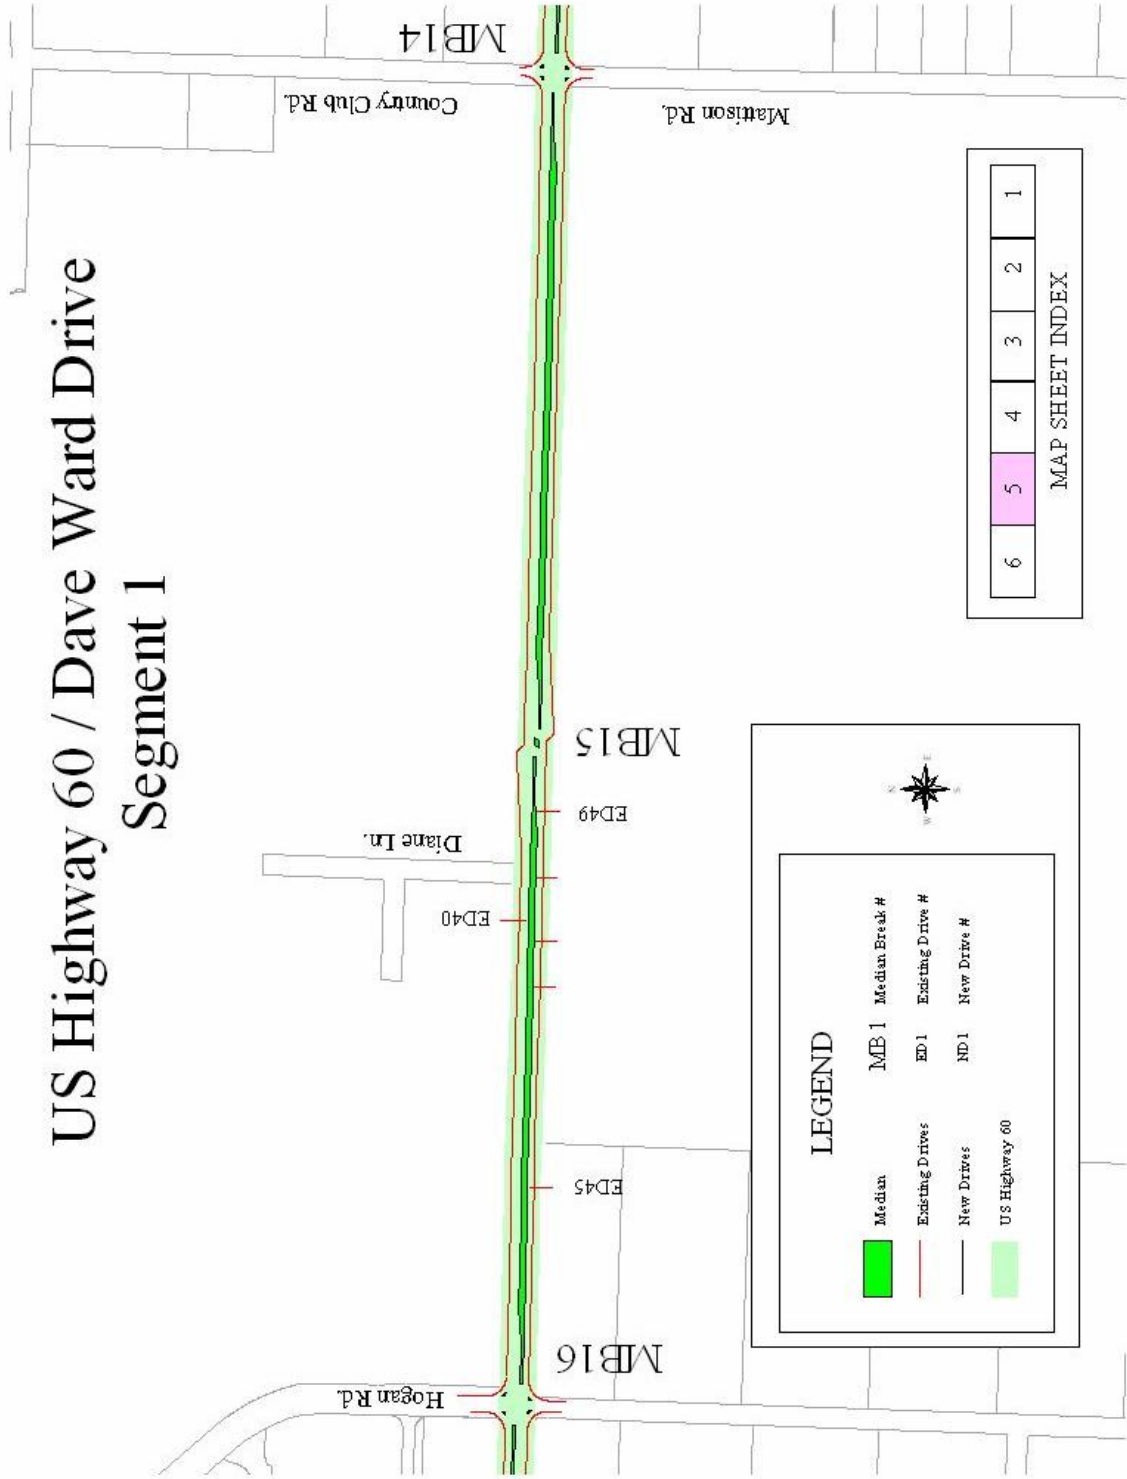 US Highway 60 / Dave Ward Drive
Segment 1
Hogan Rd.
Diane Ln.
Country Club Rd.
Mattison Rd.
MB16
ED45
ED40
ED49
MB15
MB14
LEGEND
Median
MB 1 Median Break #
Existing Drives
ED1 Existing Drive #
New Drives
ND1 New Drive #
US Highway 60
N
W
E
S
6 5 4 3 2 1
MAP SHEET INDEX